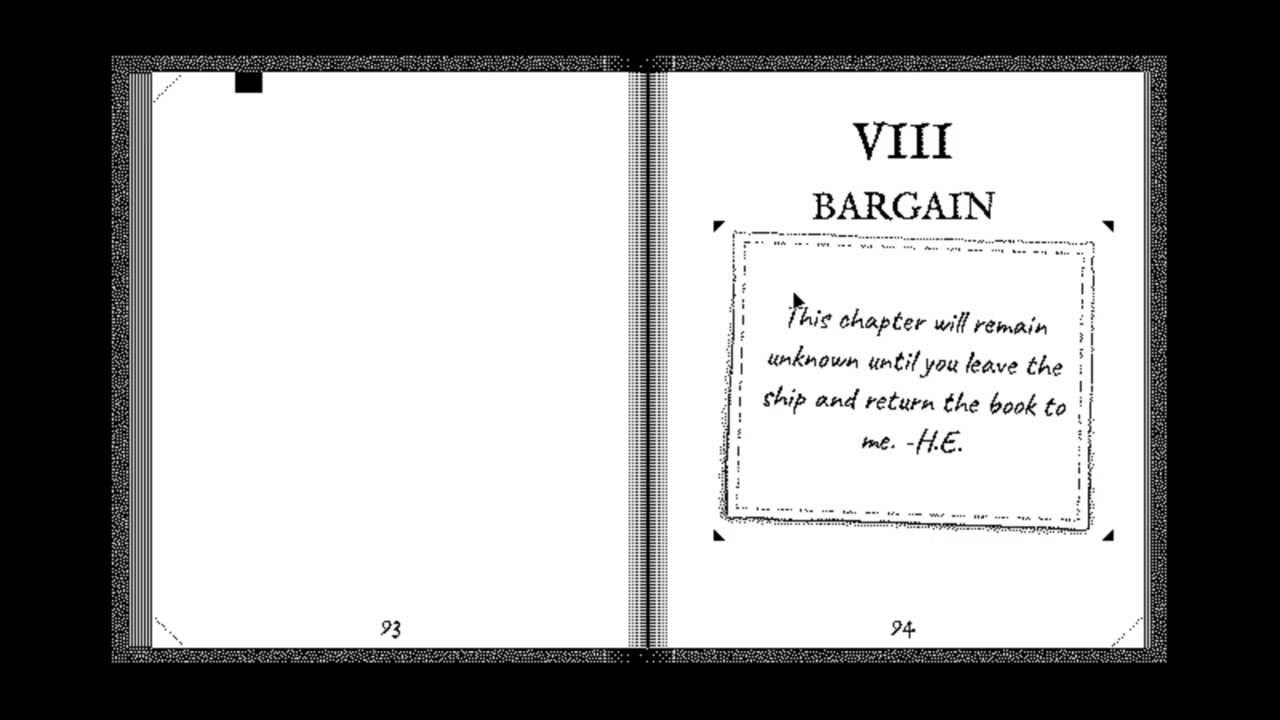 VIII
BARGAIN
This chapter will remain
unknown until you leave the
ship and return the book to
me. -H.E.
93
94